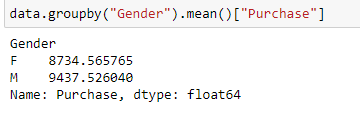 data.groupby("Gender").mean()["Purchase"]
Gender
F    8734.565765
M    9437.526040
Name: Purchase, dtype: float64